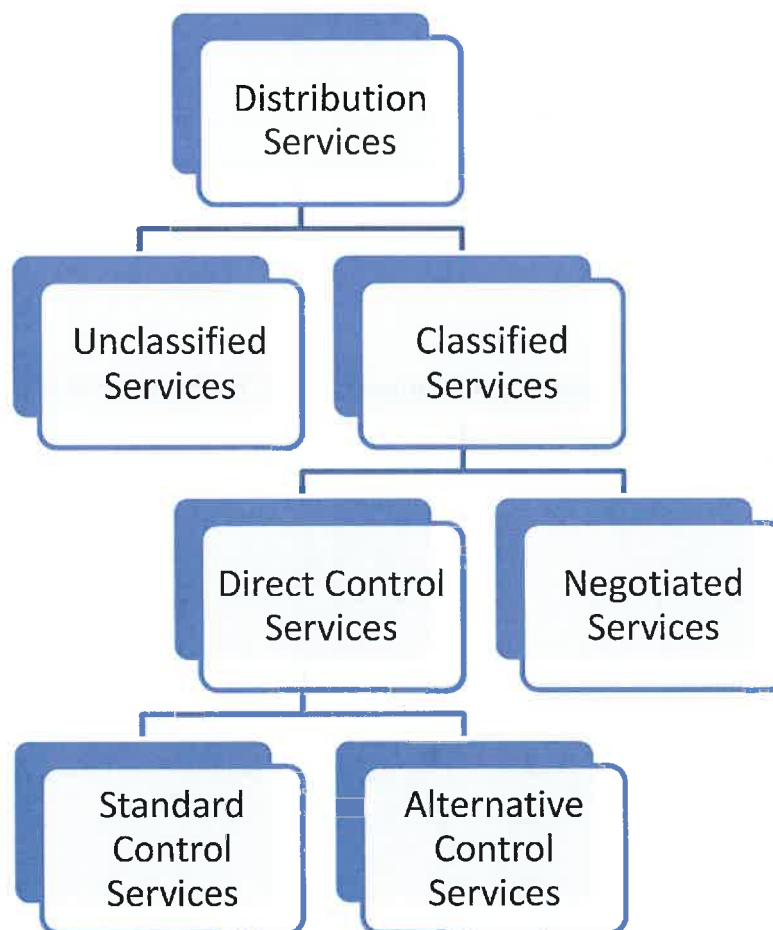 Distribution
Services
Unclassified
Services
Classified
Services
Direct Control
Services
Negotiated
Services
Standard
Control
Services
Alternative
Control
Services